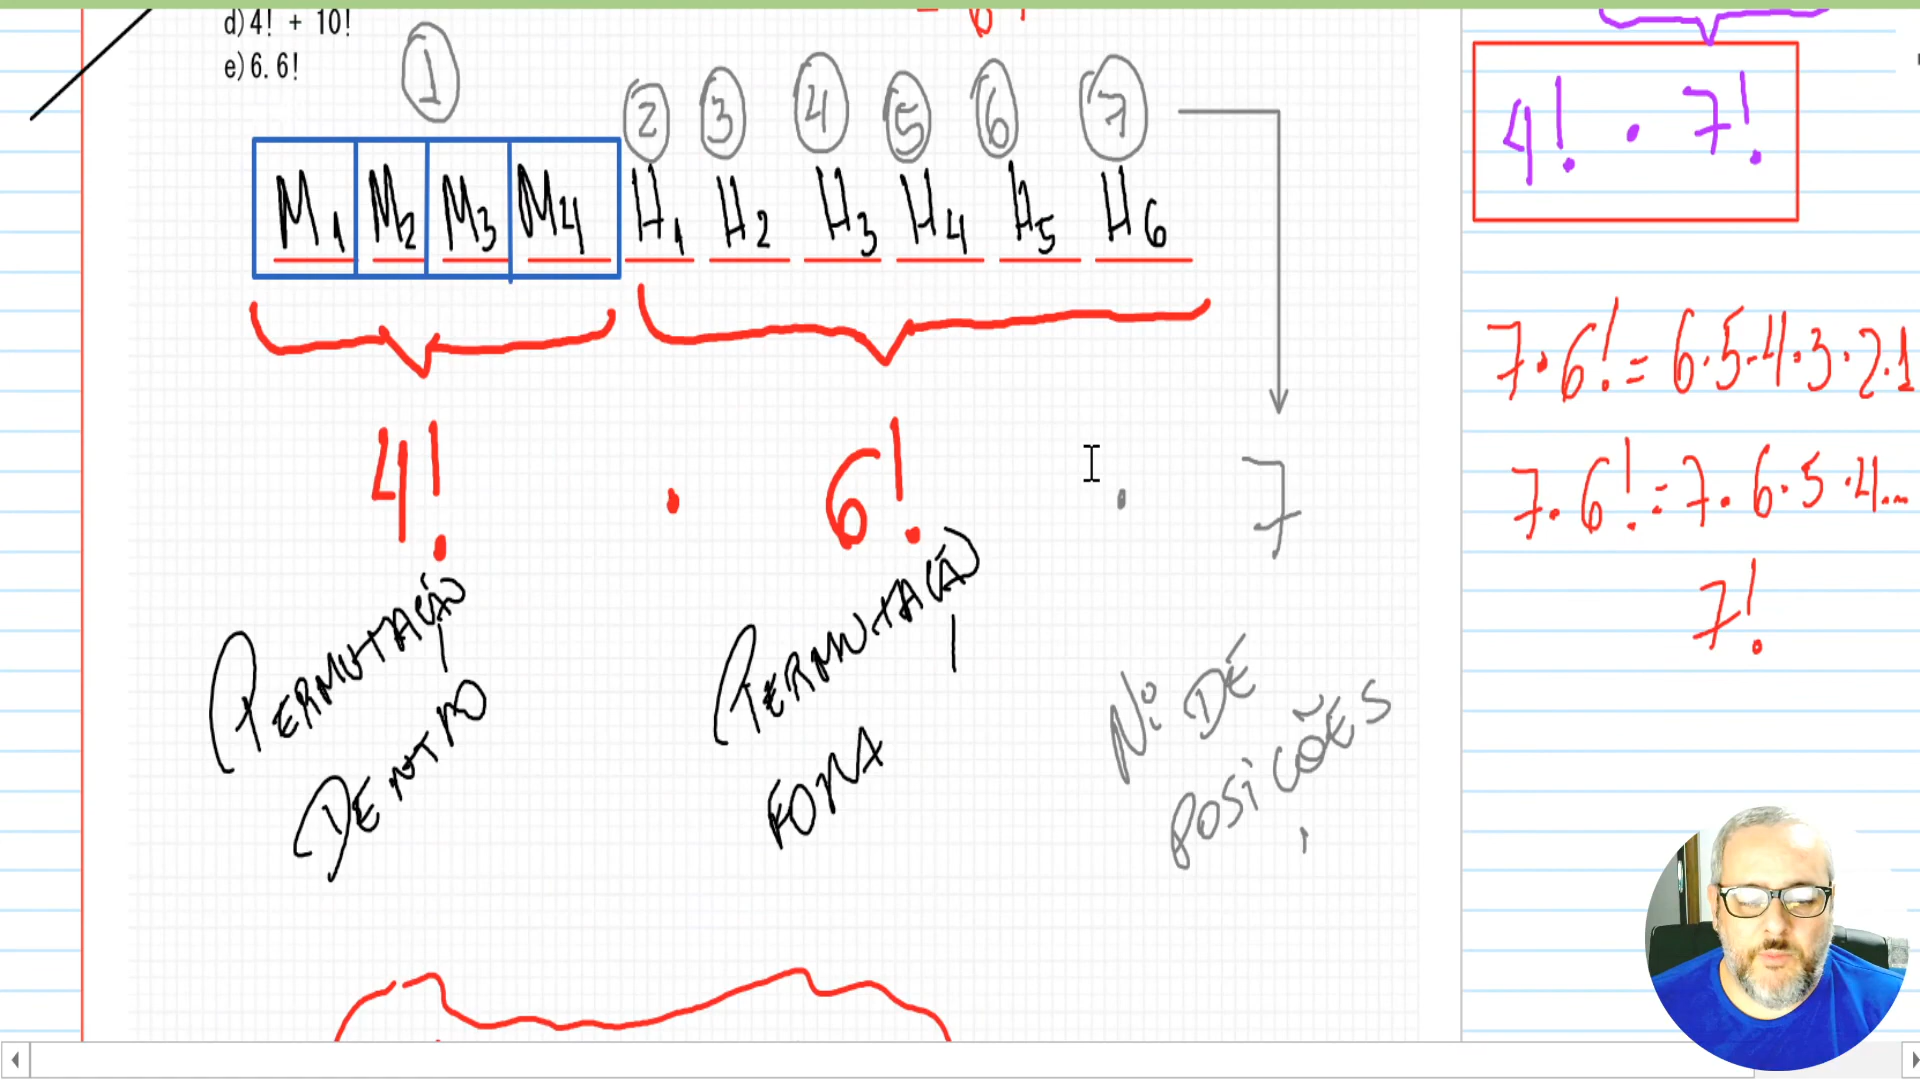 d) 4! + 10!
e) 6.6!
= 6!
1 2 3 4 5 6 7
M1 M2 M3 M4 H1 H2 H3 H4 H5 H6
4! . 6! . 7
PERMUTAÇÃO
DENTRO
PERMUTAÇÃO
FORA
Nº DE
POSIÇÕES
4! . 7!
7.6! = 6.5.4.3.2.1
7.6! = 7.6.5.4...
7!